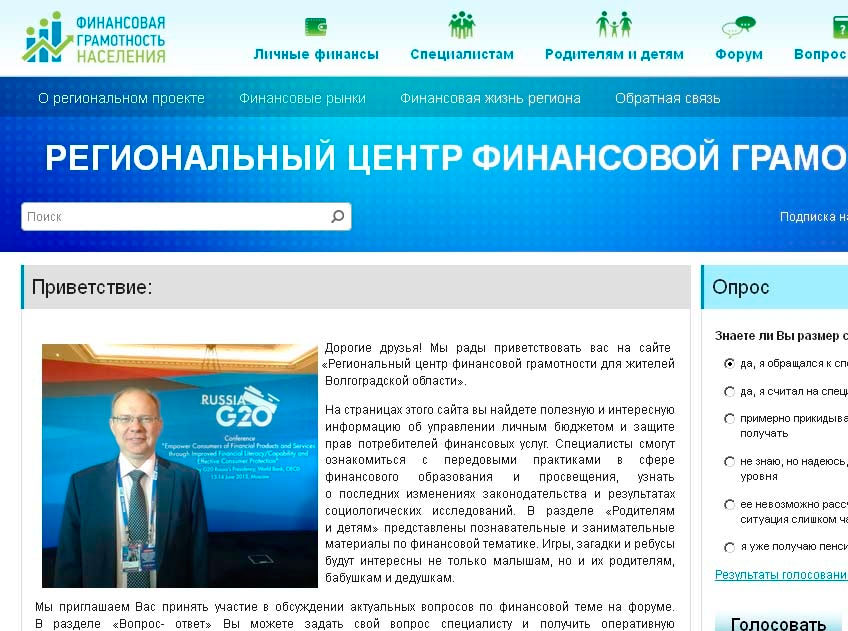 ФИНАНСОВАЯ
ГРАМОТНОСТЬ
НАСЕЛЕНИЯ
Личные финансы Специалистам Родителям и детям Форум Вопрос
О региональном проекте Финансовые рынки Финансовая жизнь региона Обратная связь
РЕГИОНАЛЬНЫЙ ЦЕНТР ФИНАНСОВОЙ ГРАМО
Поиск
Подписка на
Приветствие:
RUSSIA
G20
Conference
"Empower Consumers of Financial Products and Services
through Improved Financial Literacy/Capability and
Effective Consumer Protection"
by G20 Russia's Presidency, World Bank, OECD
13-14 June 2013, Moscow
Дорогие друзья! Мы рады приветствовать вас на сайте
«Региональный центр финансовой грамотности для жителей
Волгоградской области».
На страницах этого сайта вы найдете полезную и интересную
информацию об управлении личным бюджетом и защите
прав потребителей финансовых услуг. Специалисты смогут
ознакомиться с передовыми практиками в сфере
финансового образования и просвещения, узнать
о последних изменениях законодательства и результатах
социологических исследований. В разделе «Родителям
и детям» представлены познавательные и занимательные
материалы по финансовой тематике. Игры, загадки и ребусы
будут интересны не только малышам, но и их родителям,
бабушкам и дедушкам.
Мы приглашаем Вас принять участие в обсуждении актуальных вопросов по финансовой теме на форуме.
В разделе «Вопрос- ответ» Вы можете задать свой вопрос специалисту и получить оперативную
Опрос
Знаете ли Вы размер с
да, я обращался к спе
да, я считал на специ
примерно прикидыва
получать
не знаю, но надеюсь,
уровня
ее невозможно рассч
ситуация слишком ча
я уже получаю пенси
Результаты голосовани
Голосовать